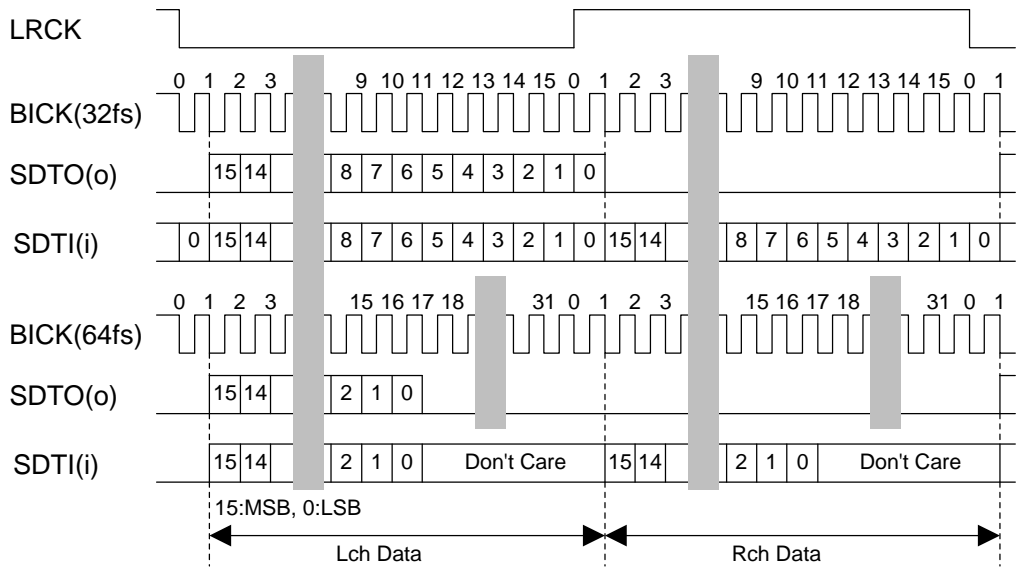 LRCK
0 1 2 3 9 10 11 12 13 14 15 0 1 2 3 9 10 11 12 13 14 15 0 1
BICK(32fs)
SDTO(o) 15 14 8 7 6 5 4 3 2 1 0
SDTI(i) 0 15 14 8 7 6 5 4 3 2 1 0 15 14 8 7 6 5 4 3 2 1 0
0 1 2 3 15 16 17 18 31 0 1 2 3 15 16 17 18 31 0 1
BICK(64fs)
SDTO(o) 15 14 2 1 0
SDTI(i) 15 14 2 1 0 Don't Care 15 14 2 1 0 Don't Care
15:MSB, 0:LSB
Lch Data Rch Data